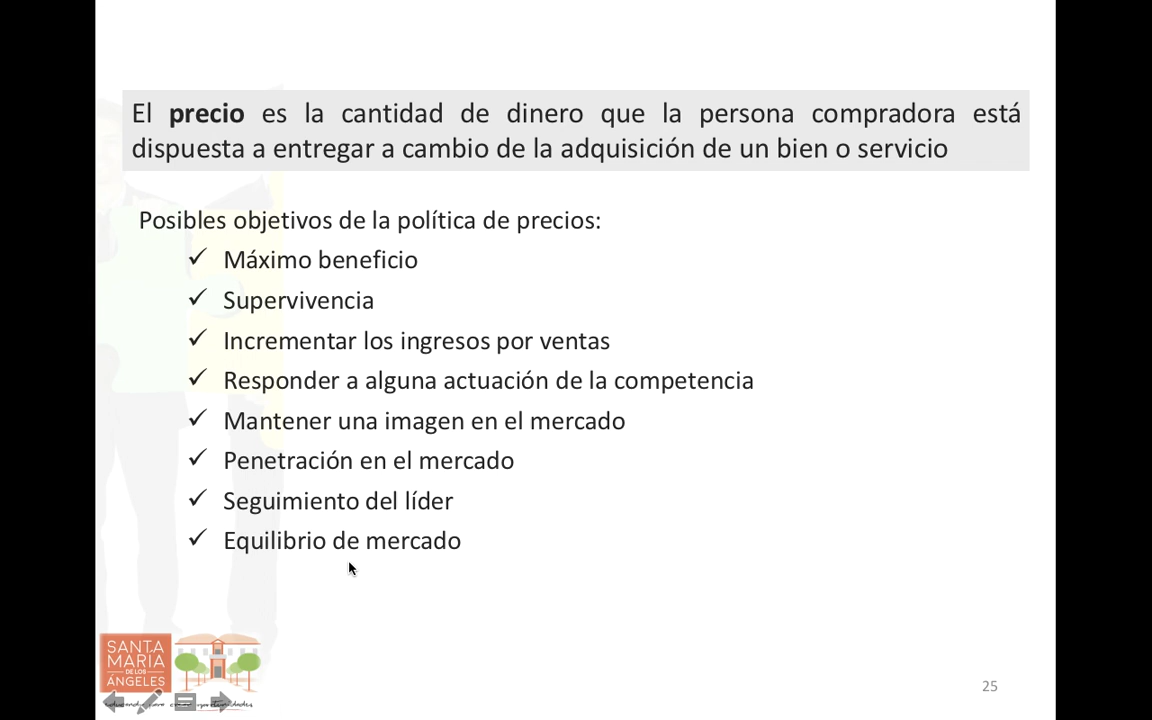 El precio es la cantidad de dinero que la persona compradora está
dispuesta a entregar a cambio de la adquisición de un bien o servicio
Posibles objetivos de la política de precios:
✓ Máximo beneficio
✓ Supervivencia
✓ Incrementar los ingresos por ventas
✓ Responder a alguna actuación de la competencia
✓ Mantener una imagen en el mercado
✓ Penetración en el mercado
✓ Seguimiento del líder
✓ Equilibrio de mercado
SANTA
MARIA
DE LOS
ÁNGELES
25